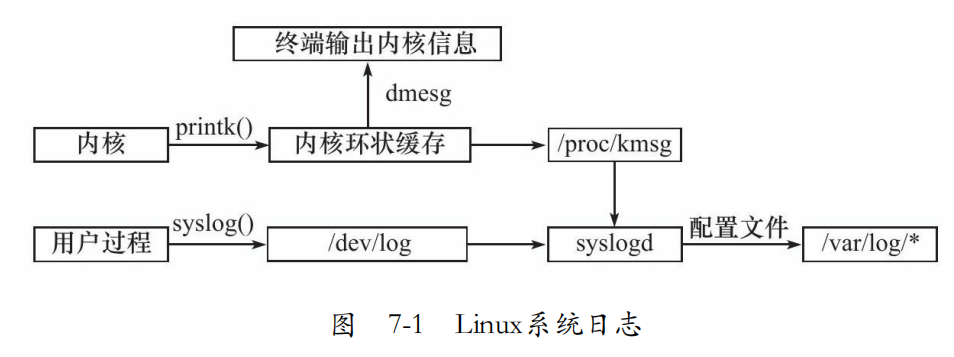 终端输出内核信息
dmesg
内核
printk()
内核环状缓存
/proc/kmsg
用户过程
syslog()
/dev/log
syslogd
配置文件
/var/log/*
图 7-1 Linux系统日志